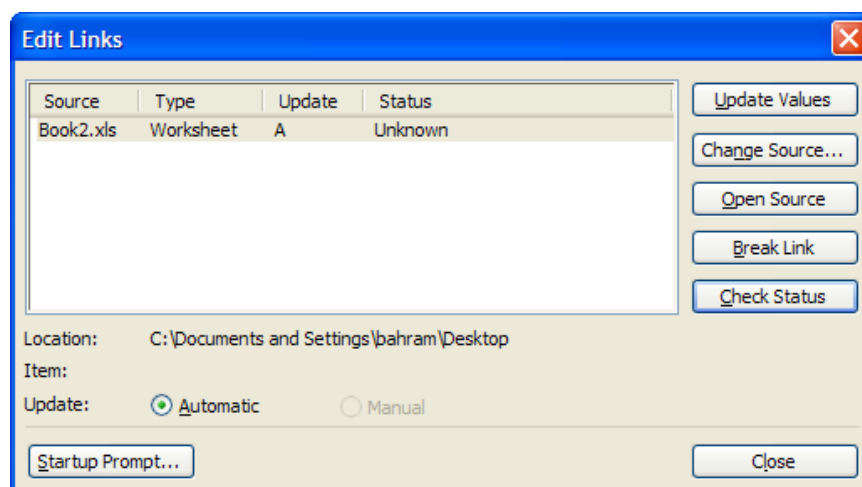 Edit Links
Source Type Update Status
Book2.xls Worksheet A Unknown
Update Values
Change Source...
Open Source
Break Link
Check Status
Location: C:\Documents and Settings\bahram\Desktop
Item:
Update: Automatic Manual
Startup Prompt... Close